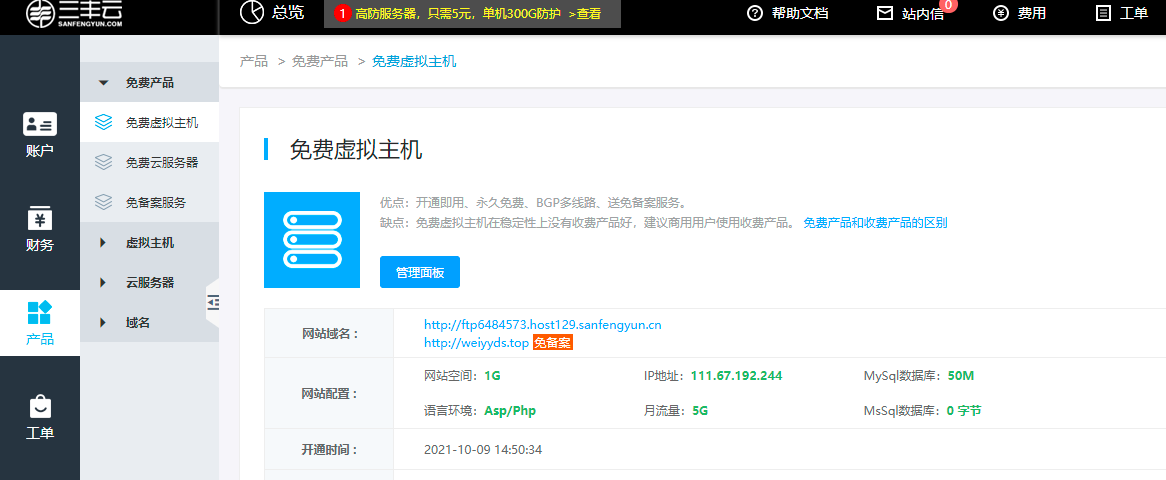 三丰云
SANFENGYUN.COM
总览
1 高防服务器，只需5元，单机300G防护 >查看
帮助文档
站内信
0
费用
工单
账户
财务
产品
工单
免费产品
免费虚拟主机
免费云服务器
免备案服务
虚拟主机
云服务器
域名
产品 > 免费产品 > 免费虚拟主机
免费虚拟主机
优点：开通即用、永久免费、BGP多线路、送免备案服务。
缺点：免费虚拟主机在稳定性上没有收费产品好，建议商用用户使用收费产品。 免费产品和收费产品的区别
管理面板
网站域名：
http://ftp6484573.host129.sanfengyun.cn
http://weiyyds.top 免备案
网站配置：
网站空间：1G IP地址：111.67.192.244 MySql数据库：50M
语言环境：Asp/Php 月流量：5G MsSql数据库：0 字节
开通时间： 2021-10-09 14:50:34